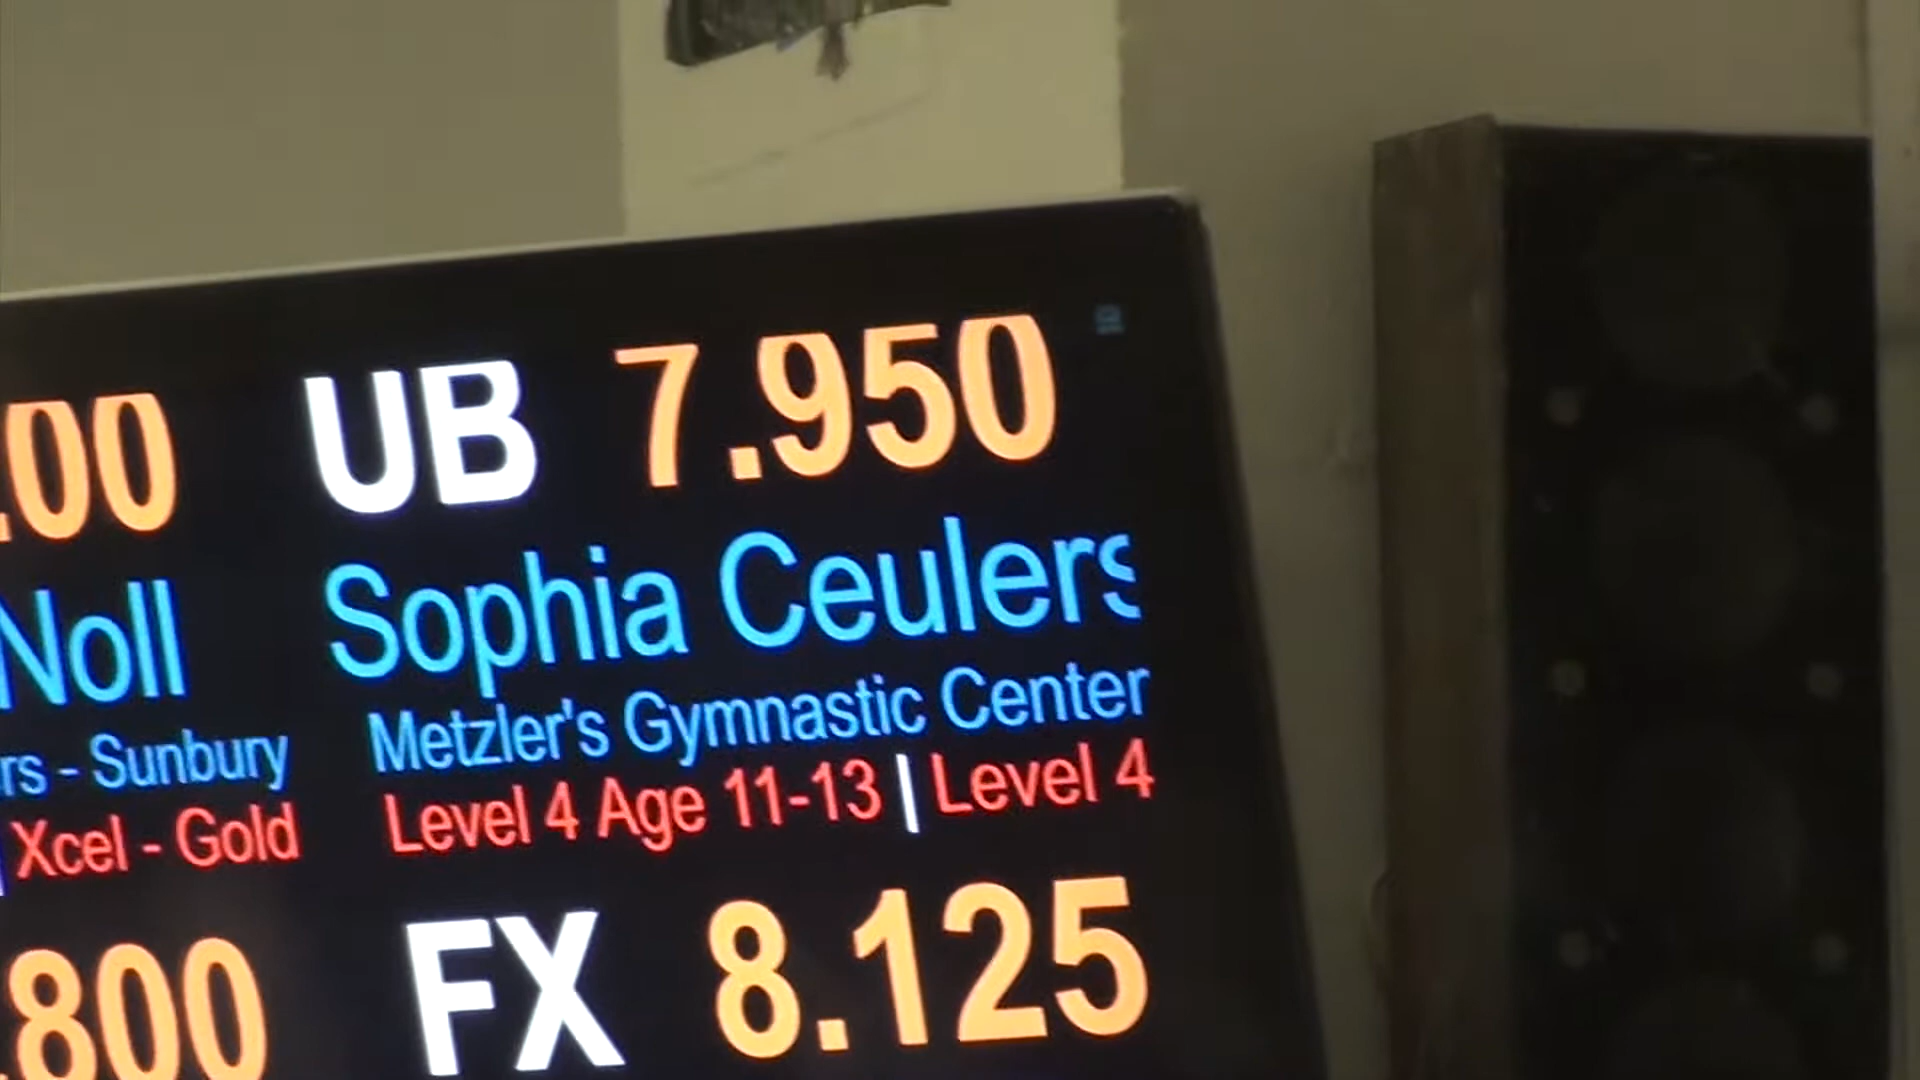 .00 UB 7.950
Noll Sophia Ceulers
rs - Sunbury Metzler's Gymnastic Center
Xcel - Gold Level 4 Age 11-13 | Level 4
.800 FX 8.125